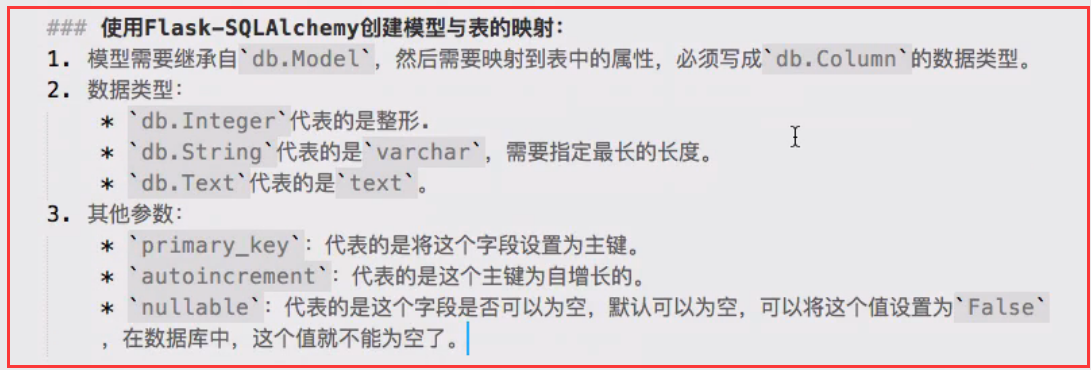 ### 使用Flask-SQLAlchemy创建模型与表的映射：
1. 模型需要继承自`db.Model`，然后需要映射到表中的属性，必须写成`db.Column`的数据类型。
2. 数据类型：
* `db.Integer`代表的是整形.
* `db.String`代表的是`varchar`，需要指定最长的长度。
* `db.Text`代表的是`text`。
3. 其他参数：
* `primary_key`：代表的是将这个字段设置为主键。
* `autoincrement`：代表的是这个主键为自增长的。
* `nullable`：代表的是这个字段是否可以为空，默认可以为空，可以将这个值设置为`False`
，在数据库中，这个值就不能为空了。